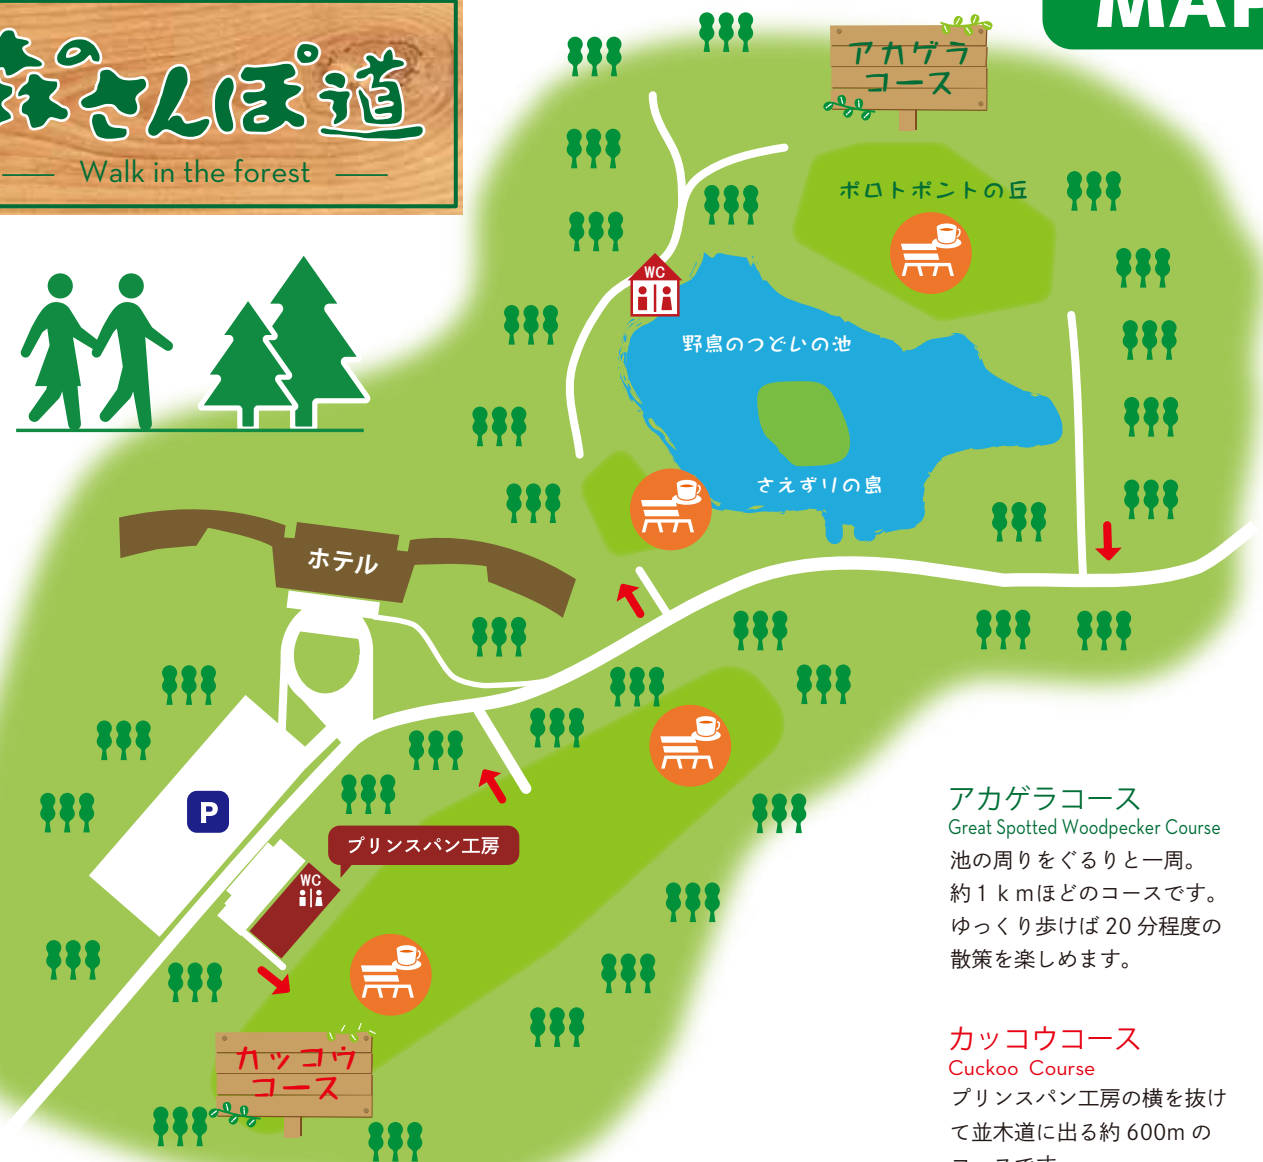 MAP
森のさんぽ道
Walk in the forest
アカゲラ
コース
ポロトポントの丘
WC
野鳥のつどいの池
さえずりの島
ホテル
P
プリンスパン工房
WC
カッコウ
コース
アカゲラコース
Great Spotted Woodpecker Course
池の周りをぐるりと一周。
約１ｋｍほどのコースです。
ゆっくり歩けば 20 分程度の
散策を楽しめます。
カッコウコース
Cuckoo Course
プリンスパン工房の横を抜け
て並木道に出る約 600m の
コースです